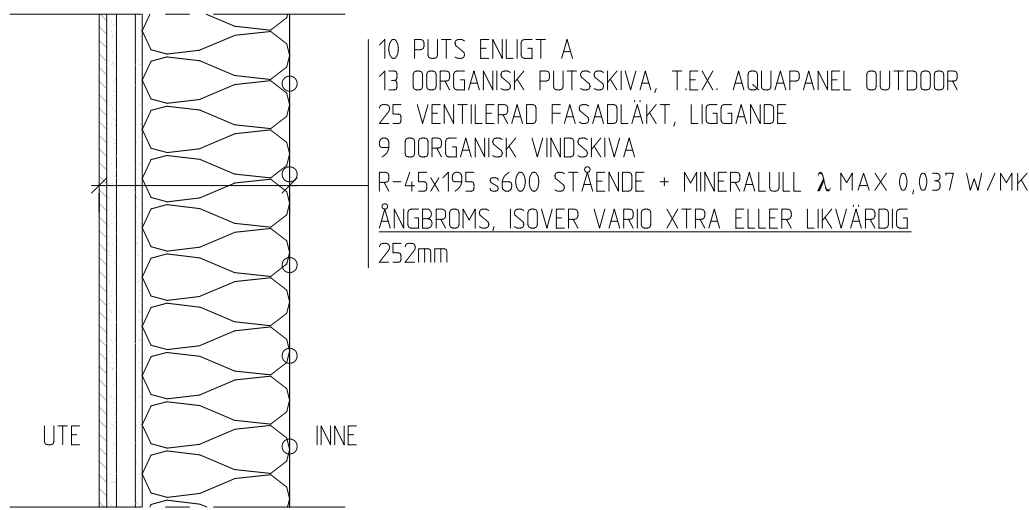 10 PUTS ENLIGT A
13 OORGANISK PUTSSKIVA, T.EX. AQUAPANEL OUTDOOR
25 VENTILERAD FASADLÄKT, LIGGANDE
9 OORGANISK VINDSKIVA
R-45x195 s600 STÅENDE + MINERALULL λ MAX 0,037 W/MK
ÅNGBROMS, ISOVER VARIO XTRA ELLER LIKVÄRDIG
252mm
UTE
INNE